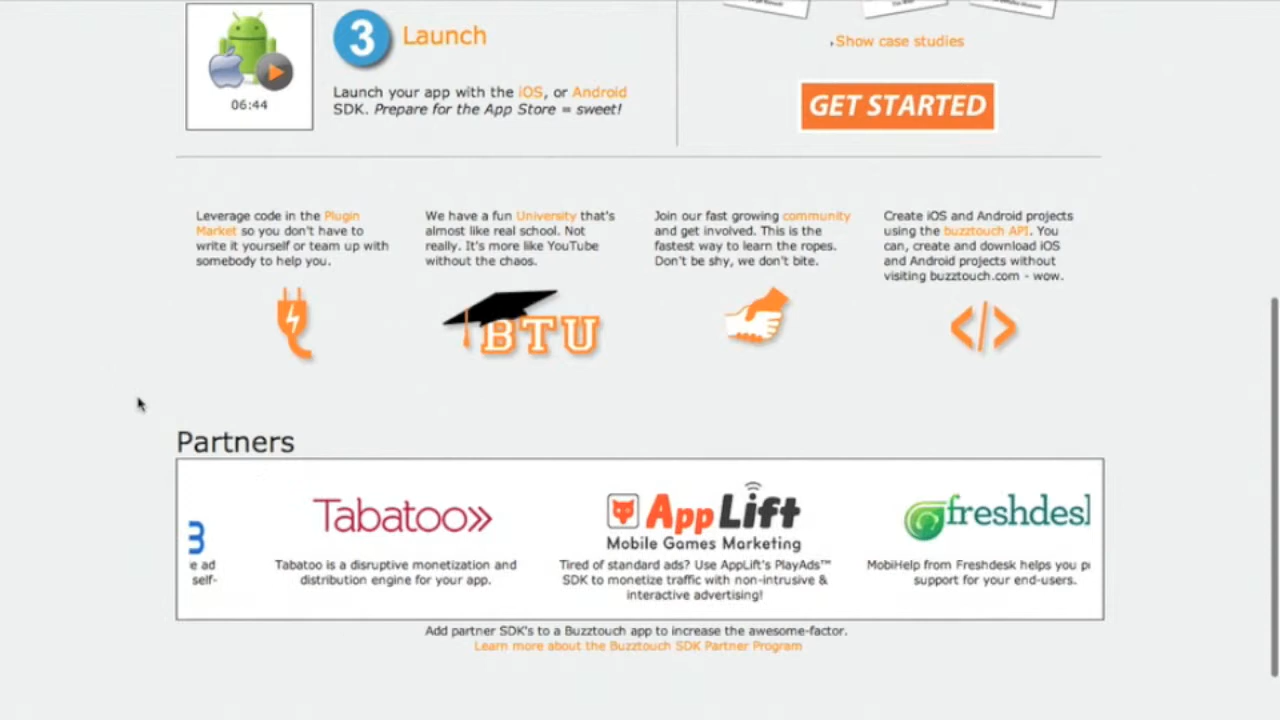 3 Launch
06:44
Launch your app with the iOS, or Android
SDK. Prepare for the App Store = sweet!
Show case studies
GET STARTED
Leverage code in the Plugin
Market so you don't have to
write it yourself or team up with
somebody to help you.
We have a fun University that's
almost like real school. Not
really. It's more like YouTube
without the chaos.
BTU
Join our fast growing community
and get involved. This is the
fastest way to learn the ropes.
Don't be shy, we don't bite.
Create iOS and Android projects
using the buzztouch API. You
can, create and download iOS
and Android projects without
visiting buzztouch.com - wow.
</>
Partners
ad
self-
Tabatoo»
Tabatoo is a disruptive monetization and
distribution engine for your app.
AppLift
Mobile Games Marketing
Tired of standard ads? Use AppLift's PlayAds™
SDK to monetize traffic with non-intrusive &
interactive advertising!
freshdesl
MobiHelp from Freshdesk helps you
support for your end-users.
Add partner SDK's to a Buzztouch app to increase the awesome-factor.
Learn more about the Buzztouch SDK Partner Program